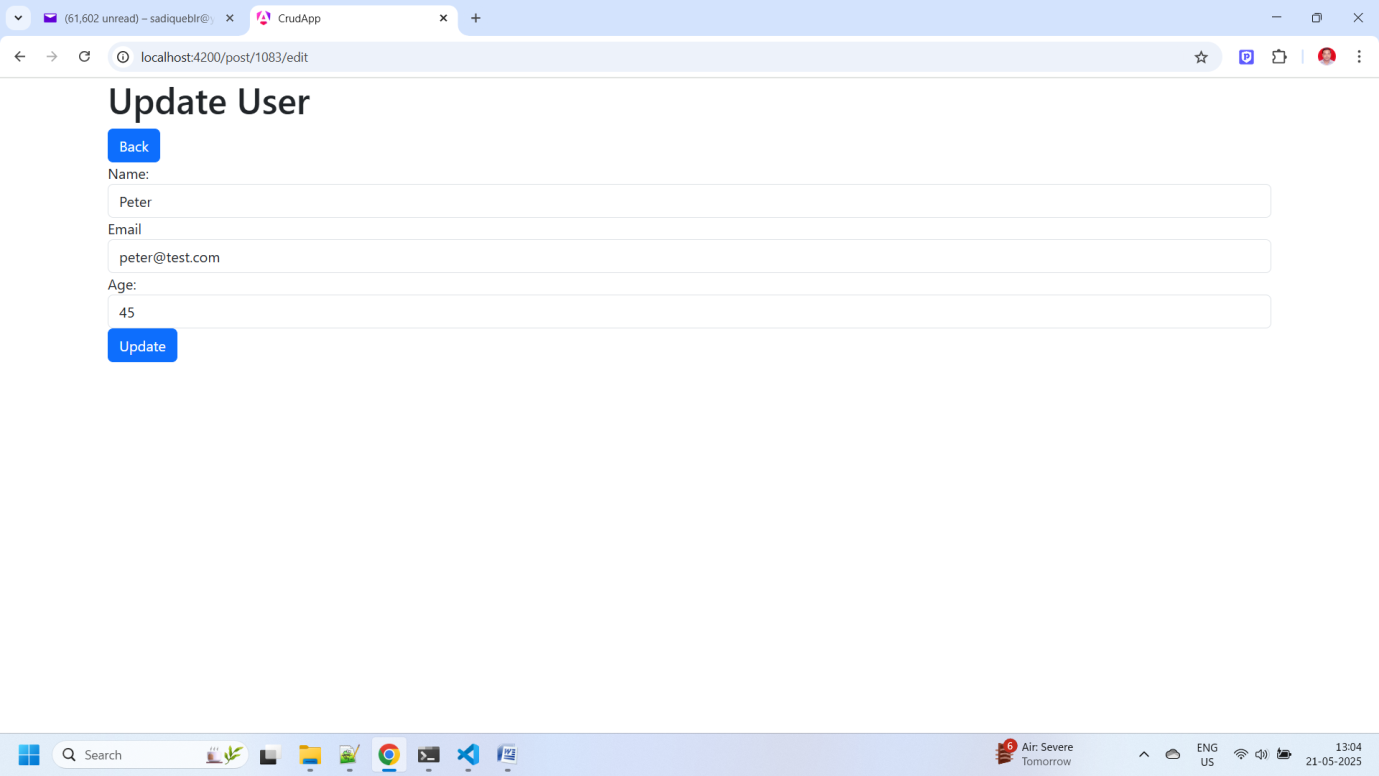 (61,602 unread) – sadiqueblr@y
CrudApp
localhost:4200/post/1083/edit
Update User
Back
Name:
Peter
Email
peter@test.com
Age:
45
Update
Search
6
Air: Severe
Tomorrow
ENG
US
13:04
21-05-2025